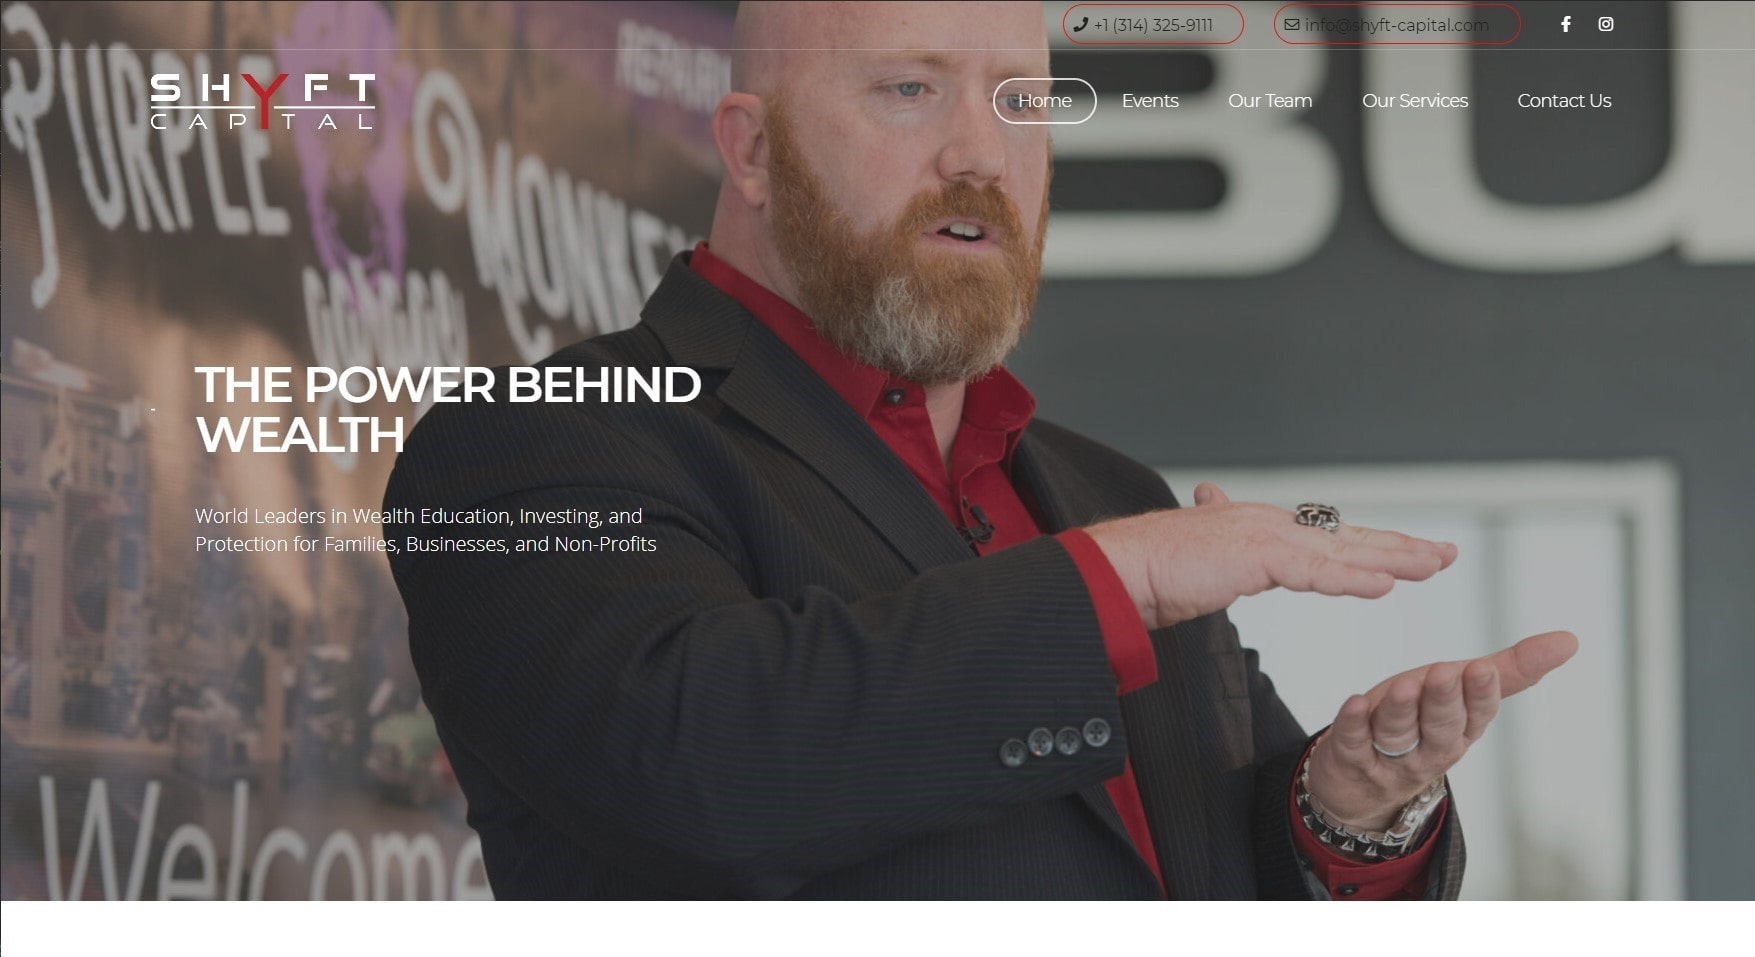 +1 (314) 325-9111
info@shyft-capital.com
SHYFT
CAPITAL
Home
Events
Our Team
Our Services
Contact Us
PURPLE
MONKEY
THE POWER BEHIND
WEALTH
World Leaders in Wealth Education, Investing, and
Protection for Families, Businesses, and Non-Profits
Welcome